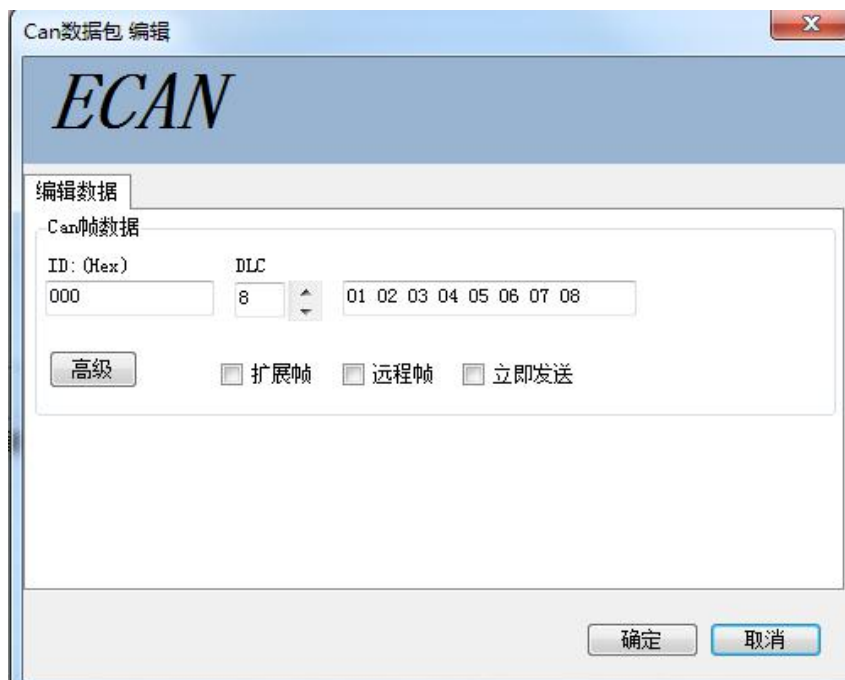 Can数据包 编辑
ECAN
编辑数据
Can帧数据
ID:(Hex) DLC
000 8 01 02 03 04 05 06 07 08
高级 扩展帧 远程帧 立即发送
确定 取消